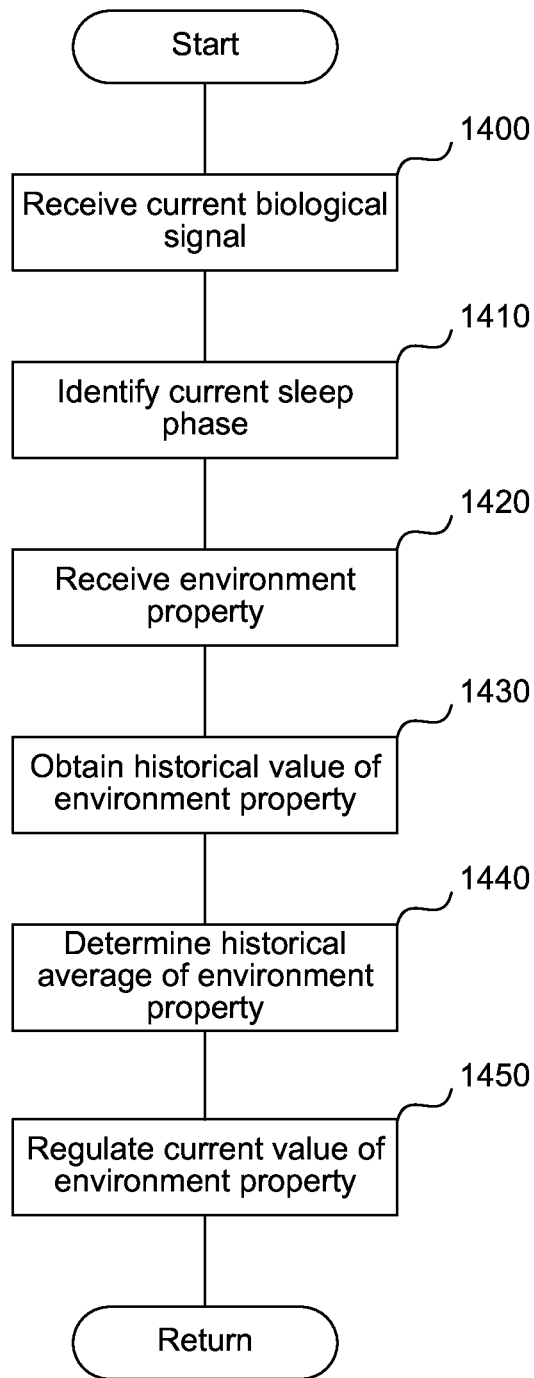 Start
1400
Receive current biological
signal
1410
Identify current sleep
phase
1420
Receive environment
property
1430
Obtain historical value of
environment property
1440
Determine historical
average of environment
property
1450
Regulate current value of
environment property
Return